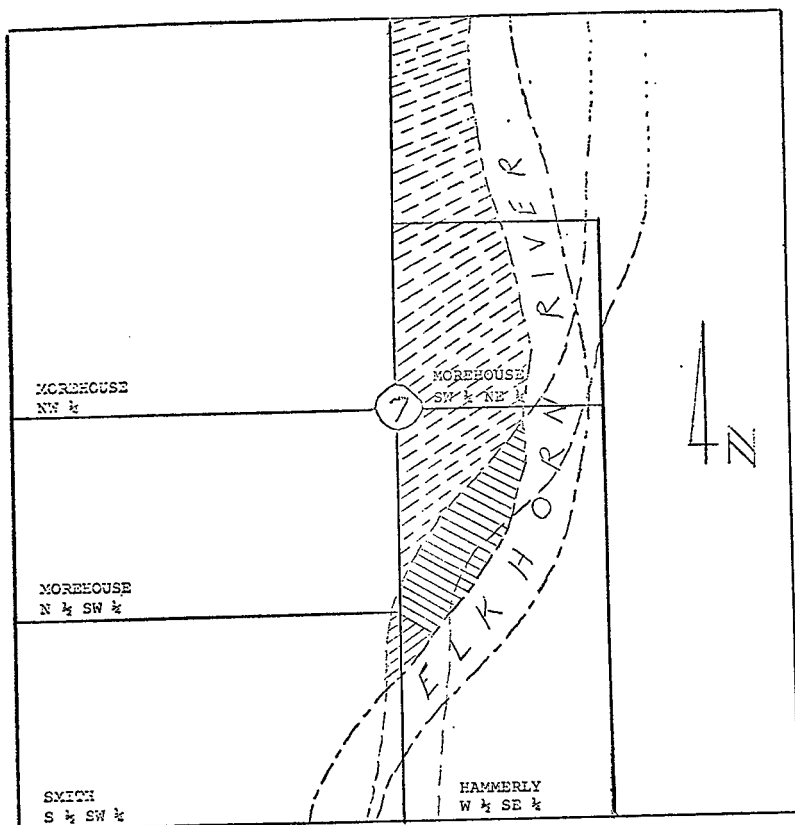 MOREHOUSE
NW ¼
7
MOREHOUSE
SW ¼ NE ¼
ELKHORN RIVER
N
MOREHOUSE
N ½ SW ¼
SMITH
S ½ SW ¼
HAMMERLY
W ½ SE ¼